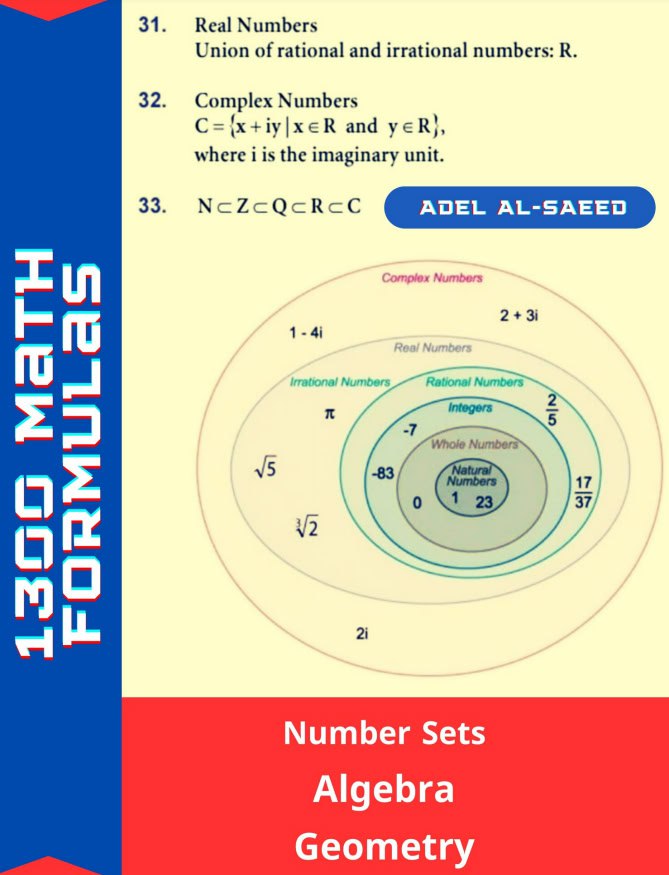 31. Real Numbers
Union of rational and irrational numbers: R.
32. Complex Numbers
C = {x + iy | x ∈ R and y ∈ R},
where i is the imaginary unit.
33. N ⊂ Z ⊂ Q ⊂ R ⊂ C
ADEL AL-SAEED
1300 MATH
FORMULAS
Complex Numbers
2 + 3i
1 - 4i
Real Numbers
Irrational Numbers
Rational Numbers
π
Integers
2/5
-7
Whole Numbers
√5
-83
Natural
Numbers
17/37
0
1 23
∛2
2i
Number Sets
Algebra
Geometry